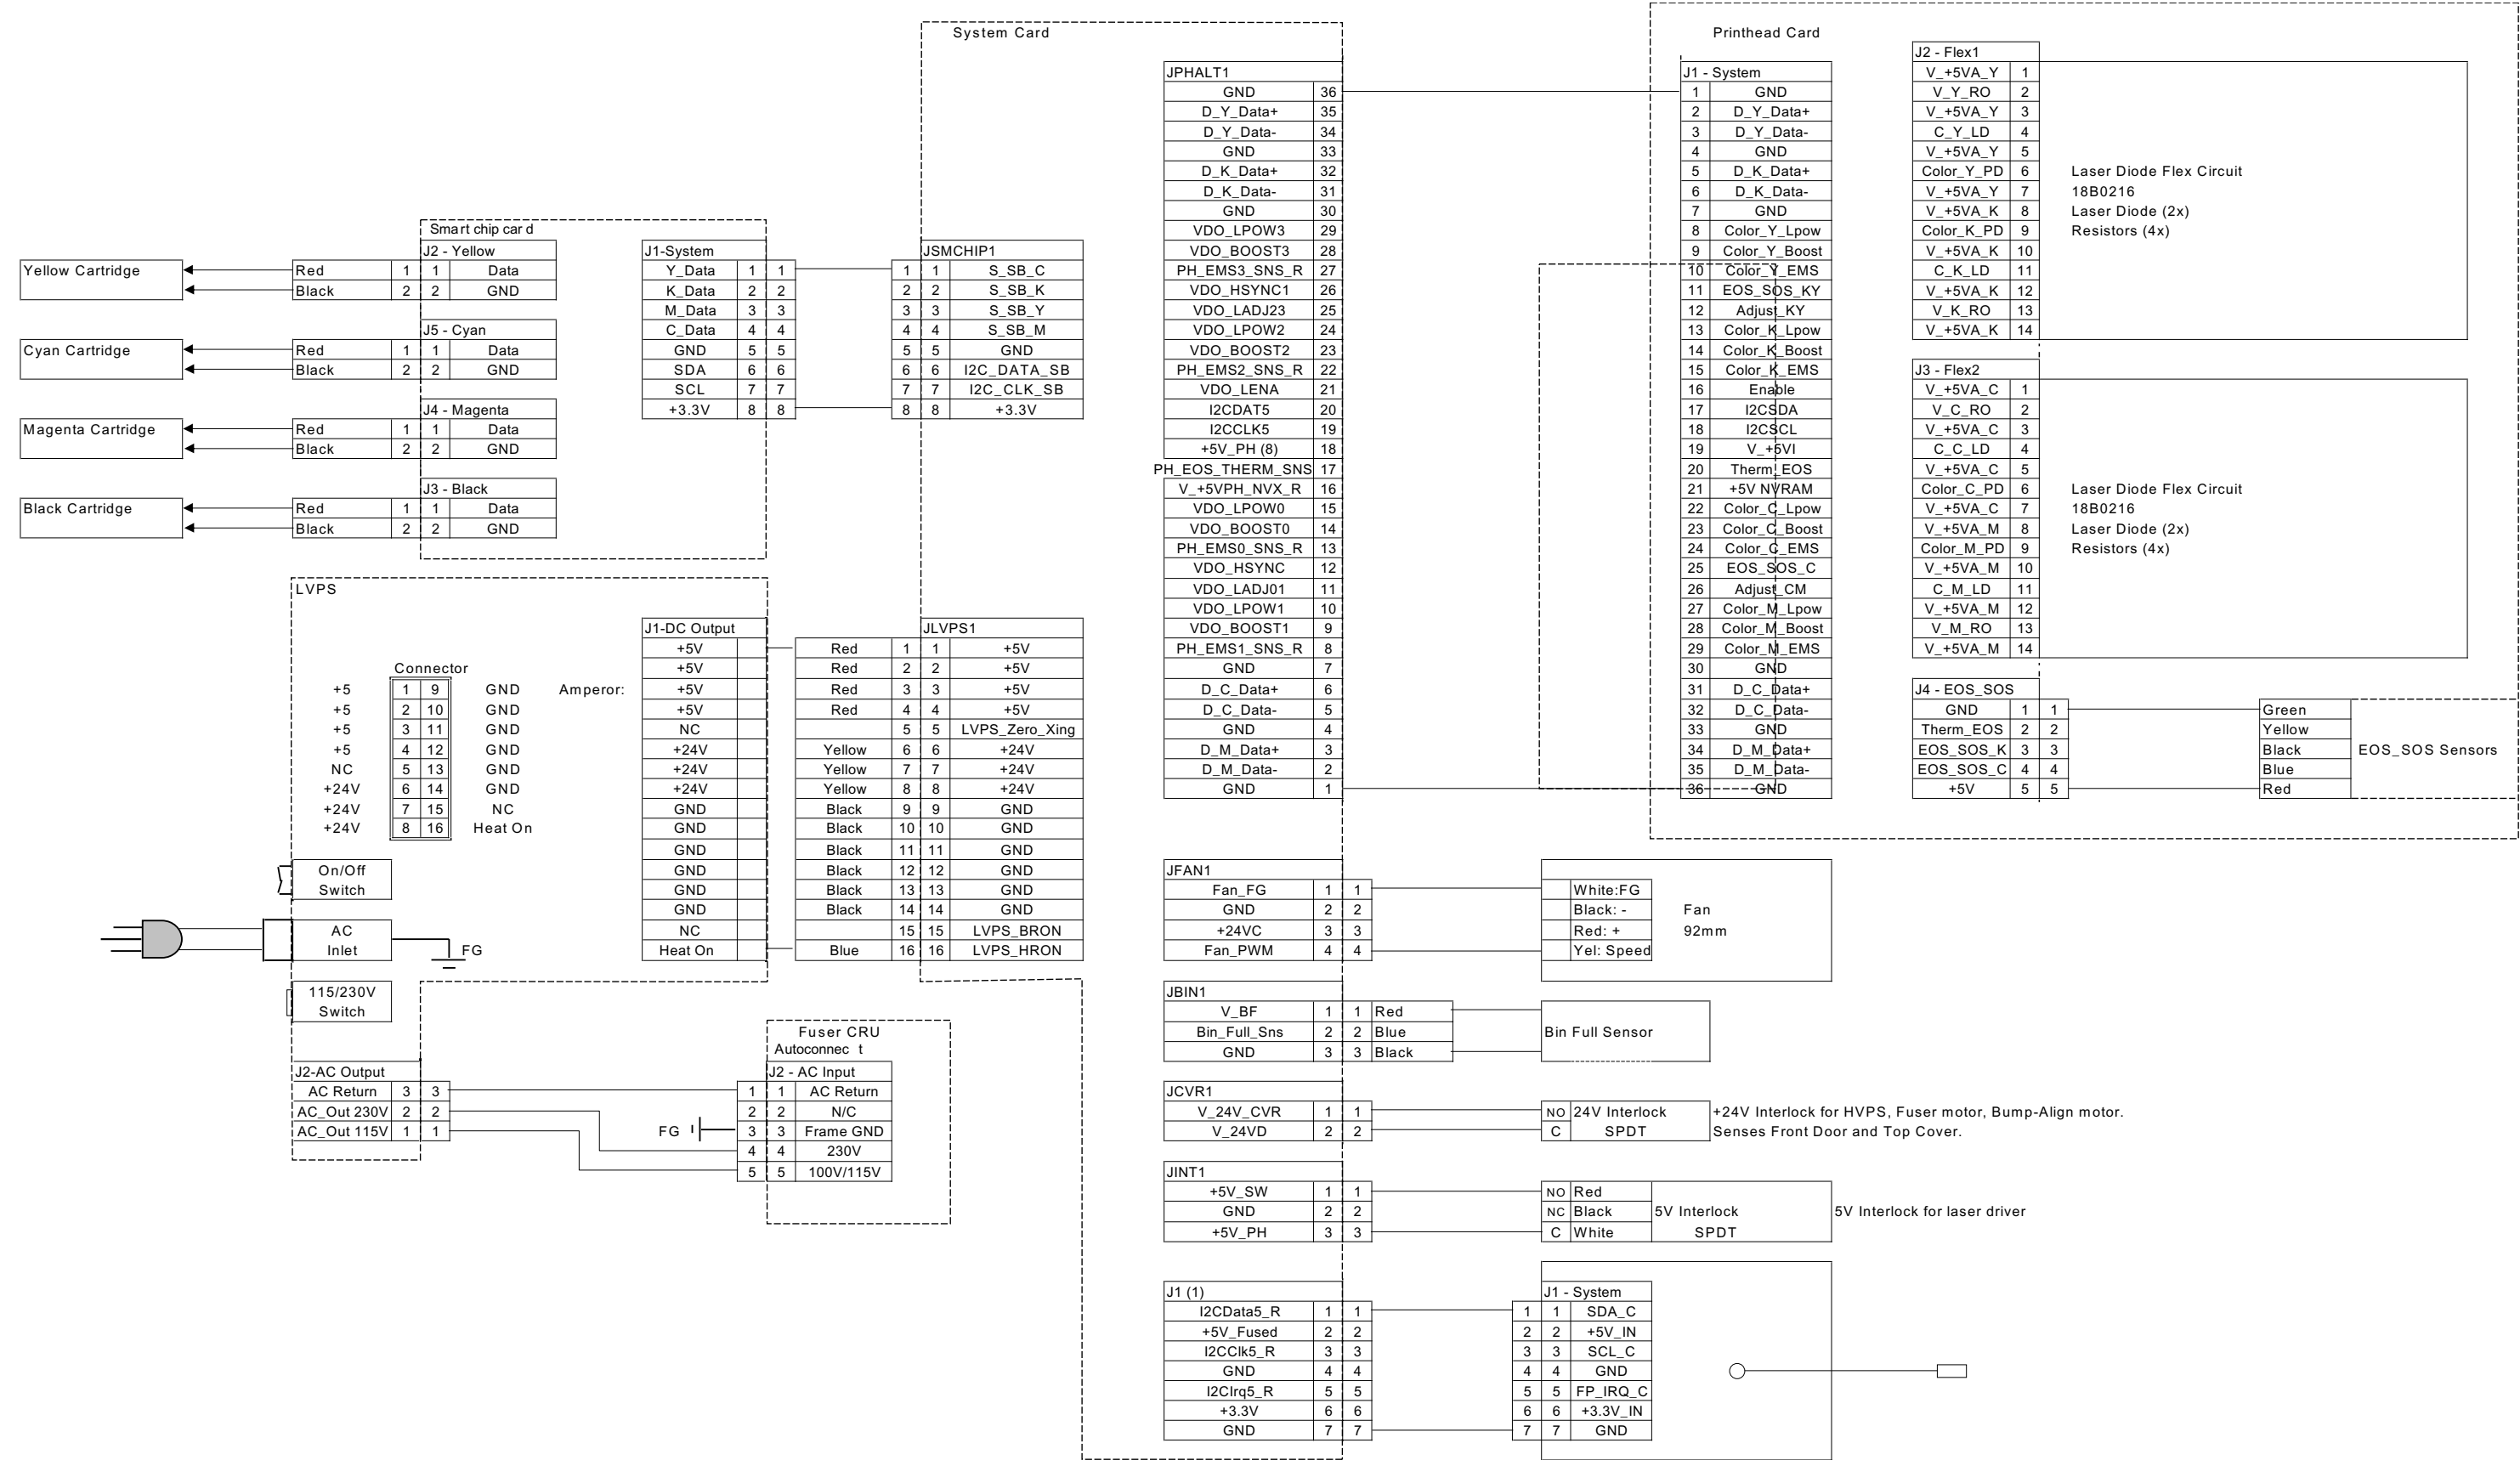 System Card
Printhead Card
JPHALT1
GND 36
D_Y_Data+ 35
D_Y_Data- 34
GND 33
D_K_Data+ 32
D_K_Data- 31
GND 30
VDO_LPOW3 29
VDO_BOOST3 28
PH_EMS3_SNS_R 27
VDO_HSYNC1 26
VDO_LADJ23 25
VDO_LPOW2 24
VDO_BOOST2 23
PH_EMS2_SNS_R 22
VDO_LENA 21
I2CDAT5 20
I2CCLK5 19
+5V_PH (8) 18
PH_EOS_THERM_SNS 17
V_+5VPH_NVX_R 16
VDO_LPOW0 15
VDO_BOOST0 14
PH_EMS0_SNS_R 13
VDO_HSYNC 12
VDO_LADJ01 11
VDO_LPOW1 10
VDO_BOOST1 9
PH_EMS1_SNS_R 8
GND 7
D_C_Data+ 6
D_C_Data- 5
GND 4
D_M_Data+ 3
D_M_Data- 2
GND 1
J1 - System
1 GND
2 D_Y_Data+
3 D_Y_Data-
4 GND
5 D_K_Data+
6 D_K_Data-
7 GND
8 Color_Y_Lpow
9 Color_Y_Boost
10 Color_Y_EMS
11 EOS_SOS_KY
12 Adjust_KY
13 Color_K_Lpow
14 Color_K_Boost
15 Color_K_EMS
16 Enable
17 I2CSDA
18 I2CSCL
19 V_+5VI
20 Therm_EOS
21 +5V NVRAM
22 Color_C_Lpow
23 Color_C_Boost
24 Color_C_EMS
25 EOS_SOS_C
26 Adjust_CM
27 Color_M_Lpow
28 Color_M_Boost
29 Color_M_EMS
30 GND
31 D_C_Data+
32 D_C_Data-
33 GND
34 D_M_Data+
35 D_M_Data-
36 GND
J2 - Flex1
V_+5VA_Y 1
V_Y_RO 2
V_+5VA_Y 3
C_Y_LD 4
V_+5VA_Y 5
Color_Y_PD 6
V_+5VA_Y 7
V_+5VA_K 8
Color_K_PD 9
V_+5VA_K 10
C_K_LD 11
V_+5VA_K 12
V_K_RO 13
V_+5VA_K 14
Laser Diode Flex Circuit
18B0216
Laser Diode (2x)
Resistors (4x)
J3 - Flex2
V_+5VA_C 1
V_C_RO 2
V_+5VA_C 3
C_C_LD 4
V_+5VA_C 5
Color_C_PD 6
V_+5VA_C 7
V_+5VA_M 8
Color_M_PD 9
V_+5VA_M 10
C_M_LD 11
V_+5VA_M 12
V_M_RO 13
V_+5VA_M 14
Laser Diode Flex Circuit
18B0216
Laser Diode (2x)
Resistors (4x)
J4 - EOS_SOS
GND 1 1 Green
Therm_EOS 2 2 Yellow
EOS_SOS_K 3 3 Black
EOS_SOS_C 4 4 Blue
+5V 5 5 Red
EOS_SOS Sensors
Smart chip car d
J2 - Yellow
Yellow Cartridge
Red 1 1 Data
Black 2 2 GND
J5 - Cyan
Cyan Cartridge
Red 1 1 Data
Black 2 2 GND
J4 - Magenta
Magenta Cartridge
Red 1 1 Data
Black 2 2 GND
J3 - Black
Black Cartridge
Red 1 1 Data
Black 2 2 GND
J1-System
Y_Data 1 1
K_Data 2 2
M_Data 3 3
C_Data 4 4
GND 5 5
SDA 6 6
SCL 7 7
+3.3V 8 8
JSMCHIP1
1 1 S_SB_C
2 2 S_SB_K
3 3 S_SB_Y
4 4 S_SB_M
5 5 GND
6 6 I2C_DATA_SB
7 7 I2C_CLK_SB
8 8 +3.3V
LVPS
Connector
+5 1 9 GND
+5 2 10 GND
+5 3 11 GND
+5 4 12 GND
NC 5 13 GND
+24V 6 14 GND
+24V 7 15 NC
+24V 8 16 Heat On
Amperor:
J1-DC Output
+5V
+5V
+5V
+5V
NC
+24V
+24V
+24V
GND
GND
GND
GND
GND
GND
NC
Heat On
JLVPS1
Red 1 1 +5V
Red 2 2 +5V
Red 3 3 +5V
Red 4 4 +5V
5 5 LVPS_Zero_Xing
Yellow 6 6 +24V
Yellow 7 7 +24V
Yellow 8 8 +24V
Black 9 9 GND
Black 10 10 GND
Black 11 11 GND
Black 12 12 GND
Black 13 13 GND
Black 14 14 GND
15 15 LVPS_BRON
Blue 16 16 LVPS_HRON
On/Off
Switch
AC
Inlet
FG
115/230V
Switch
J2-AC Output
AC Return 3 3
AC_Out 230V 2 2
AC_Out 115V 1 1
Fuser CRU
Autoconnec t
J2 - AC Input
1 1 AC Return
2 2 N/C
FG 3 3 Frame GND
4 4 230V
5 5 100V/115V
JFAN1
Fan_FG 1 1 White:FG
GND 2 2 Black: -
+24VC 3 3 Red: +
Fan_PWM 4 4 Yel: Speed
Fan
92mm
JBIN1
V_BF 1 1 Red
Bin_Full_Sns 2 2 Blue
GND 3 3 Black
Bin Full Sensor
JCVR1
V_24V_CVR 1 1 NO 24V Interlock
V_24VD 2 2 C SPDT
+24V Interlock for HVPS, Fuser motor, Bump-Align motor.
Senses Front Door and Top Cover.
JINT1
+5V_SW 1 1 NO Red
GND 2 2 NC Black
+5V_PH 3 3 C White
5V Interlock
SPDT
5V Interlock for laser driver
J1 (1)
I2CData5_R 1 1
+5V_Fused 2 2
I2CClk5_R 3 3
GND 4 4
I2CIrq5_R 5 5
+3.3V 6 6
GND 7 7
J1 - System
1 1 SDA_C
2 2 +5V_IN
3 3 SCL_C
4 4 GND
5 5 FP_IRQ_C
6 6 +3.3V_IN
7 7 GND